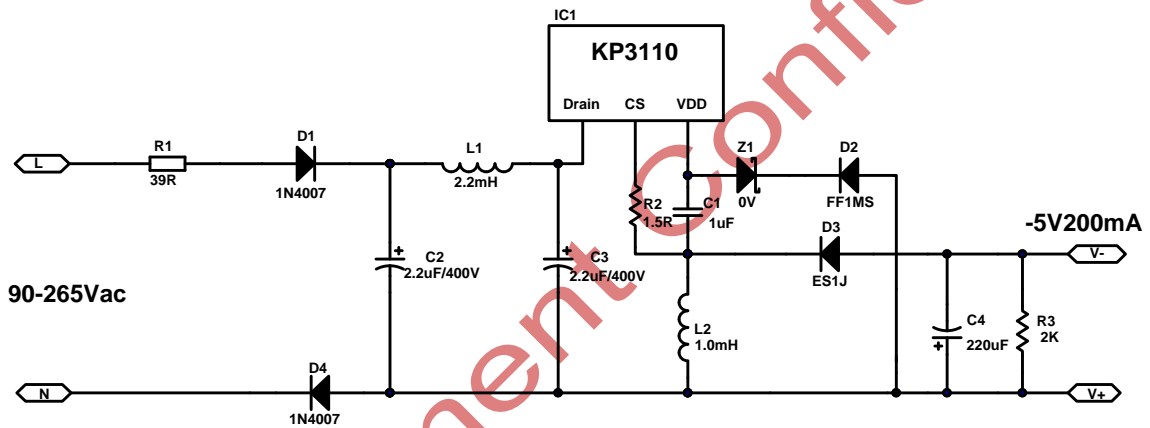 IC1
KP3110
Drain CS VDD
L
R1
39R
D1
1N4007
L1
2.2mH
Z1
0V
D2
FF1MS
R2
1.5R
C1
1uF
D3
ES1J
-5V200mA
V-
C2
2.2uF/400V
C3
2.2uF/400V
90-265Vac
L2
1.0mH
C4
220uF
R3
2K
N
D4
1N4007
V+
ment Confi